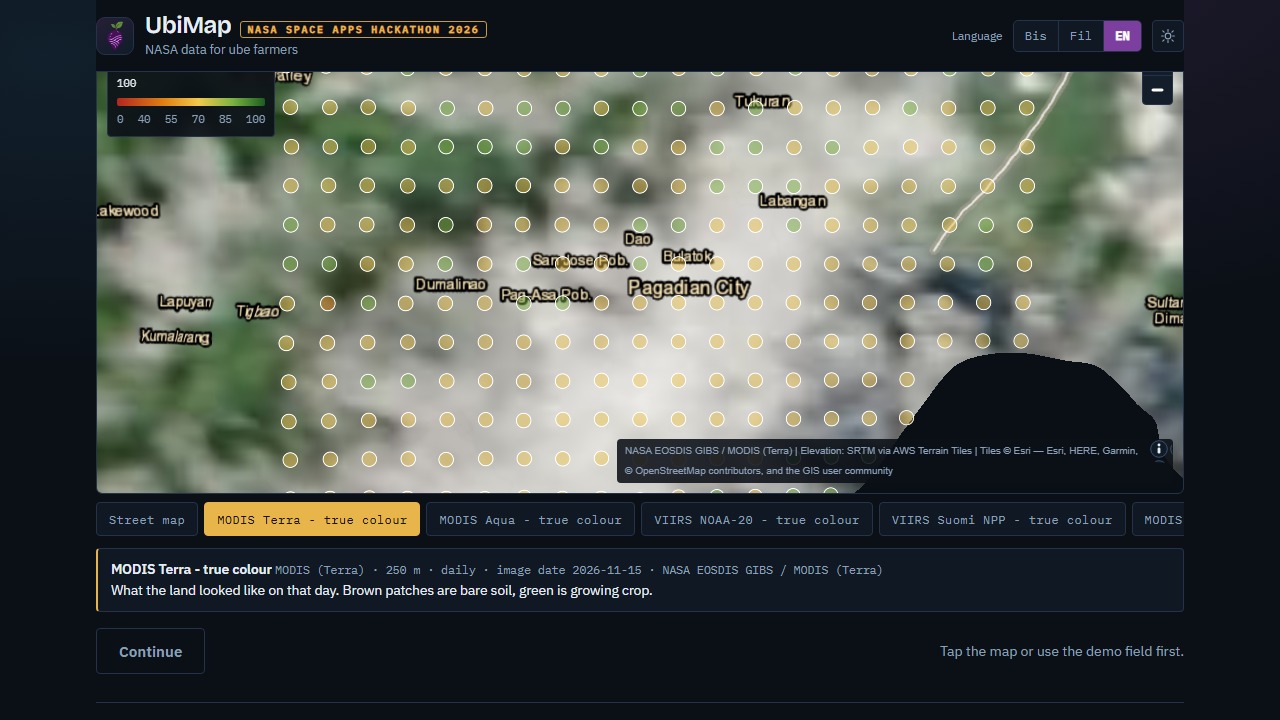 UbiMap NASA SPACE APPS HACKATHON 2026
NASA data for ube farmers
Language Bis Fil EN
100
0 40 55 70 85 100
Tukuran
akewood
Labangan
Dao
San Jose Pob.
Bulatok
Dumalinao
Pag-Asa Pob.
Pagadian City
Lapuyan
Tigbao
Kumalarang
Sultan
Dima
NASA EOSDIS GIBS / MODIS (Terra) | Elevation: SRTM via AWS Terrain Tiles | Tiles © Esri — Esri, HERE, Garmin,
© OpenStreetMap contributors, and the GIS user community
Street map MODIS Terra - true colour MODIS Aqua - true colour VIIRS NOAA-20 - true colour VIIRS Suomi NPP - true colour MODIS
MODIS Terra - true colour MODIS (Terra) · 250 m · daily · image date 2026-11-15 · NASA EOSDIS GIBS / MODIS (Terra)
What the land looked like on that day. Brown patches are bare soil, green is growing crop.
Continue
Tap the map or use the demo field first.